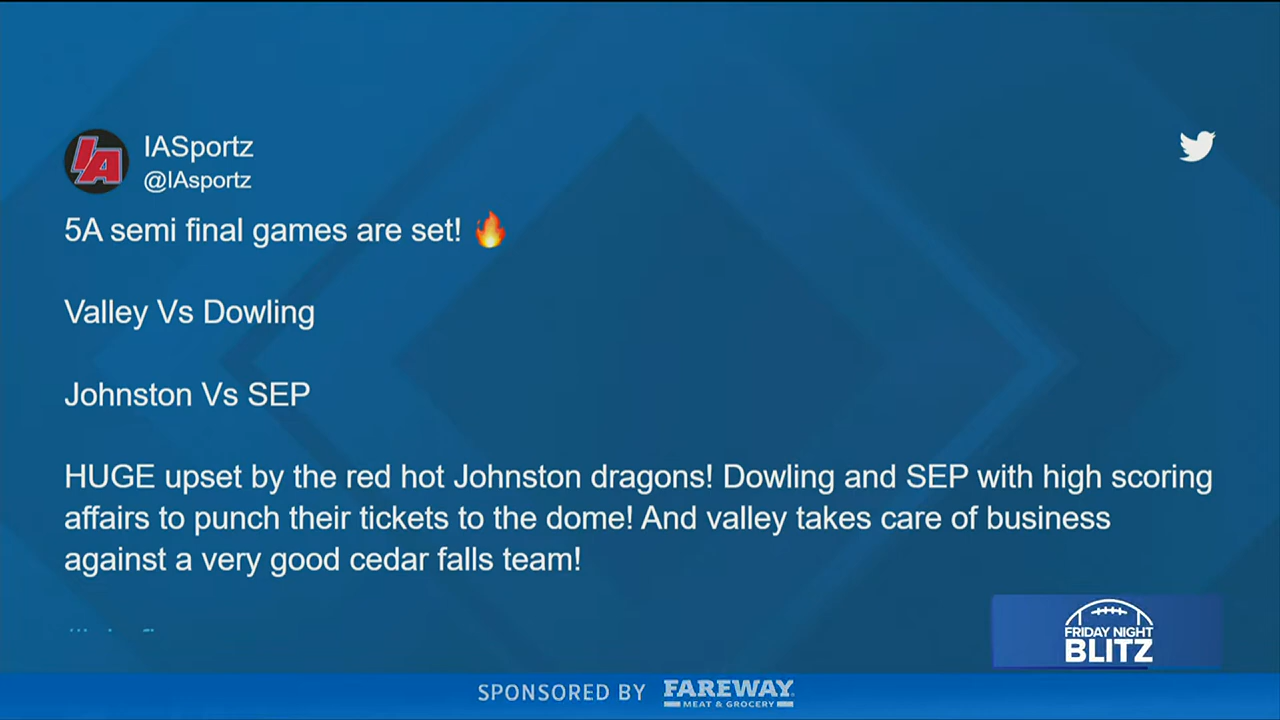 IA
IASportz
@IAsportz
5A semi final games are set! 🔥
Valley Vs Dowling
Johnston Vs SEP
HUGE upset by the red hot Johnston dragons! Dowling and SEP with high scoring
affairs to punch their tickets to the dome! And valley takes care of business
against a very good cedar falls team!
FRIDAY NIGHT
BLITZ
SPONSORED BY FAREWAY
MEAT & GROCERY